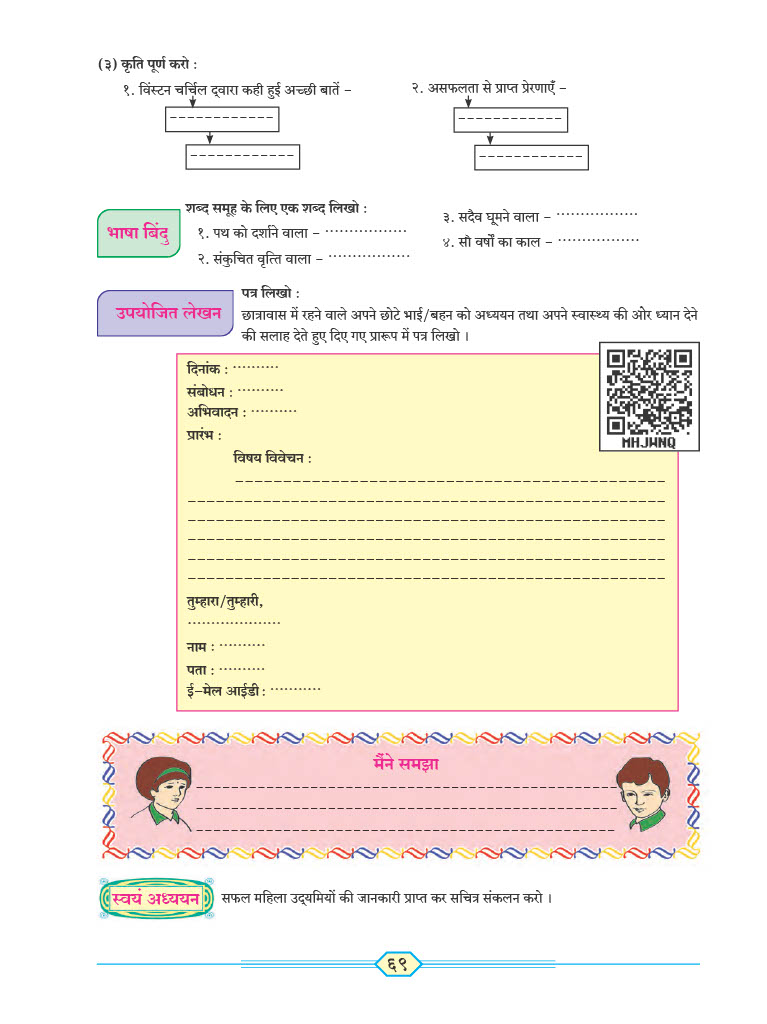 (३) कृति पूर्ण करो :
१. विंस्टन चर्चिल द्‌वारा कही हुई अच्छी बातें –
२. असफलता से प्राप्त प्रेरणाएँ –
भाषा बिंदु
शब्द समूह के लिए एक शब्द लिखो :
१. पथ को दर्शाने वाला – ·················
२. संकुचित वृत्ति वाला – ·················
३. सदैव घूमने वाला – ·················
४. सौ वर्षों का काल – ·················
उपयोजित लेखन
पत्र लिखो :
छात्रावास में रहने वाले अपने छोटे भाई/बहन को अध्ययन तथा अपने स्वास्थ्य की ओर ध्यान देने
की सलाह देते हुए दिए गए प्रारूप में पत्र लिखो ।
MHJWNQ
दिनांक : ··········
संबोधन : ··········
अभिवादन : ··········
प्रारंभ :
विषय विवेचन :
तुम्हारा/तुम्हारी,
····················
नाम : ··········
पता : ··········
ई–मेल आईडी : ···········
मैंने समझा
स्वयं अध्ययन
सफल महिला उद्‌यमियों की जानकारी प्राप्त कर सचित्र संकलन करो ।
६९